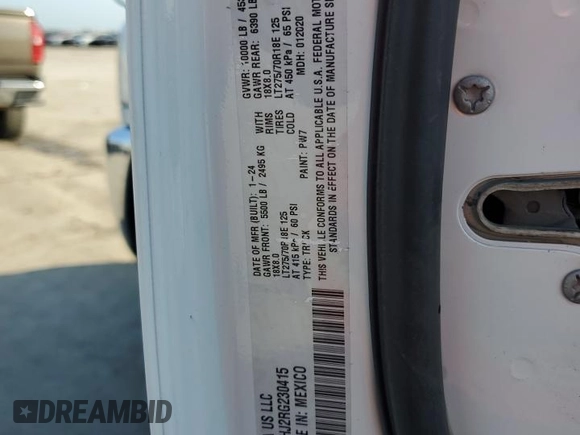 A US LLC
DATE OF MFR (BUILT): 1-24 GVWR: 10000 LB /
GAWR FRONT: 5500 LB / 2495 KG WITH GAWR REAR: 6390 LB
18X8.0 RIMS 18X8.0
LT275/70R18E 125 TIRES LT275/70R18E 125
AT 415 kPa / 60 PSI COLD AT 450 kPa / 65 PSI
TYPE: TRUCK PAINT: PW7 MDH: 012020
THIS VEHICLE CONFORMS TO ALL APPLICABLE U.S.A. FEDERAL MOTOR
STANDARDS IN EFFECT ON THE DATE OF MANUFACTURE
HJ2RG230415
IN: MEXICO
DREAMBID